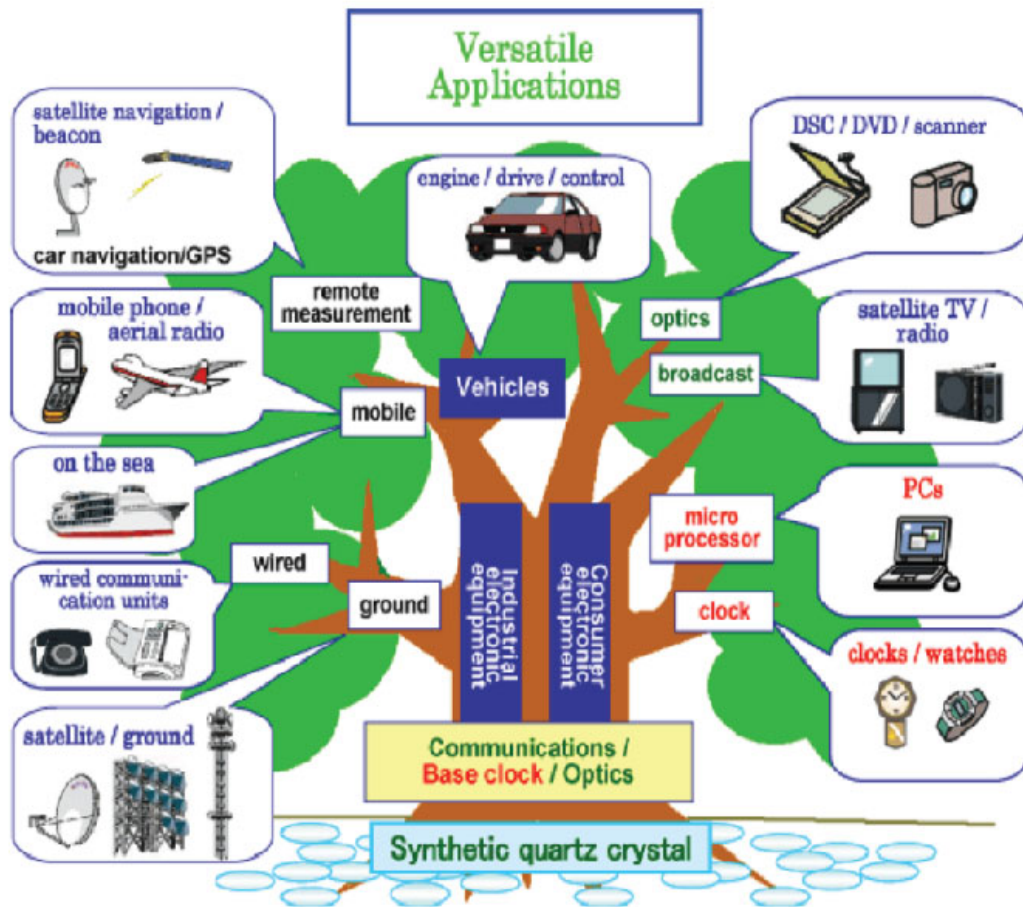 Versatile
Applications
satellite navigation /
beacon
car navigation/GPS
engine / drive / control
DSC / DVD / scanner
remote
measurement
optics
mobile phone /
aerial radio
satellite TV /
radio
broadcast
Vehicles
mobile
on the sea
PCs
micro
processor
wired
wired communi-
cation units
ground
Industrial
electronic
equipment
Consumer
electronic
equipment
clock
clocks / watches
satellite / ground
Communications /
Base clock / Optics
Synthetic quartz crystal